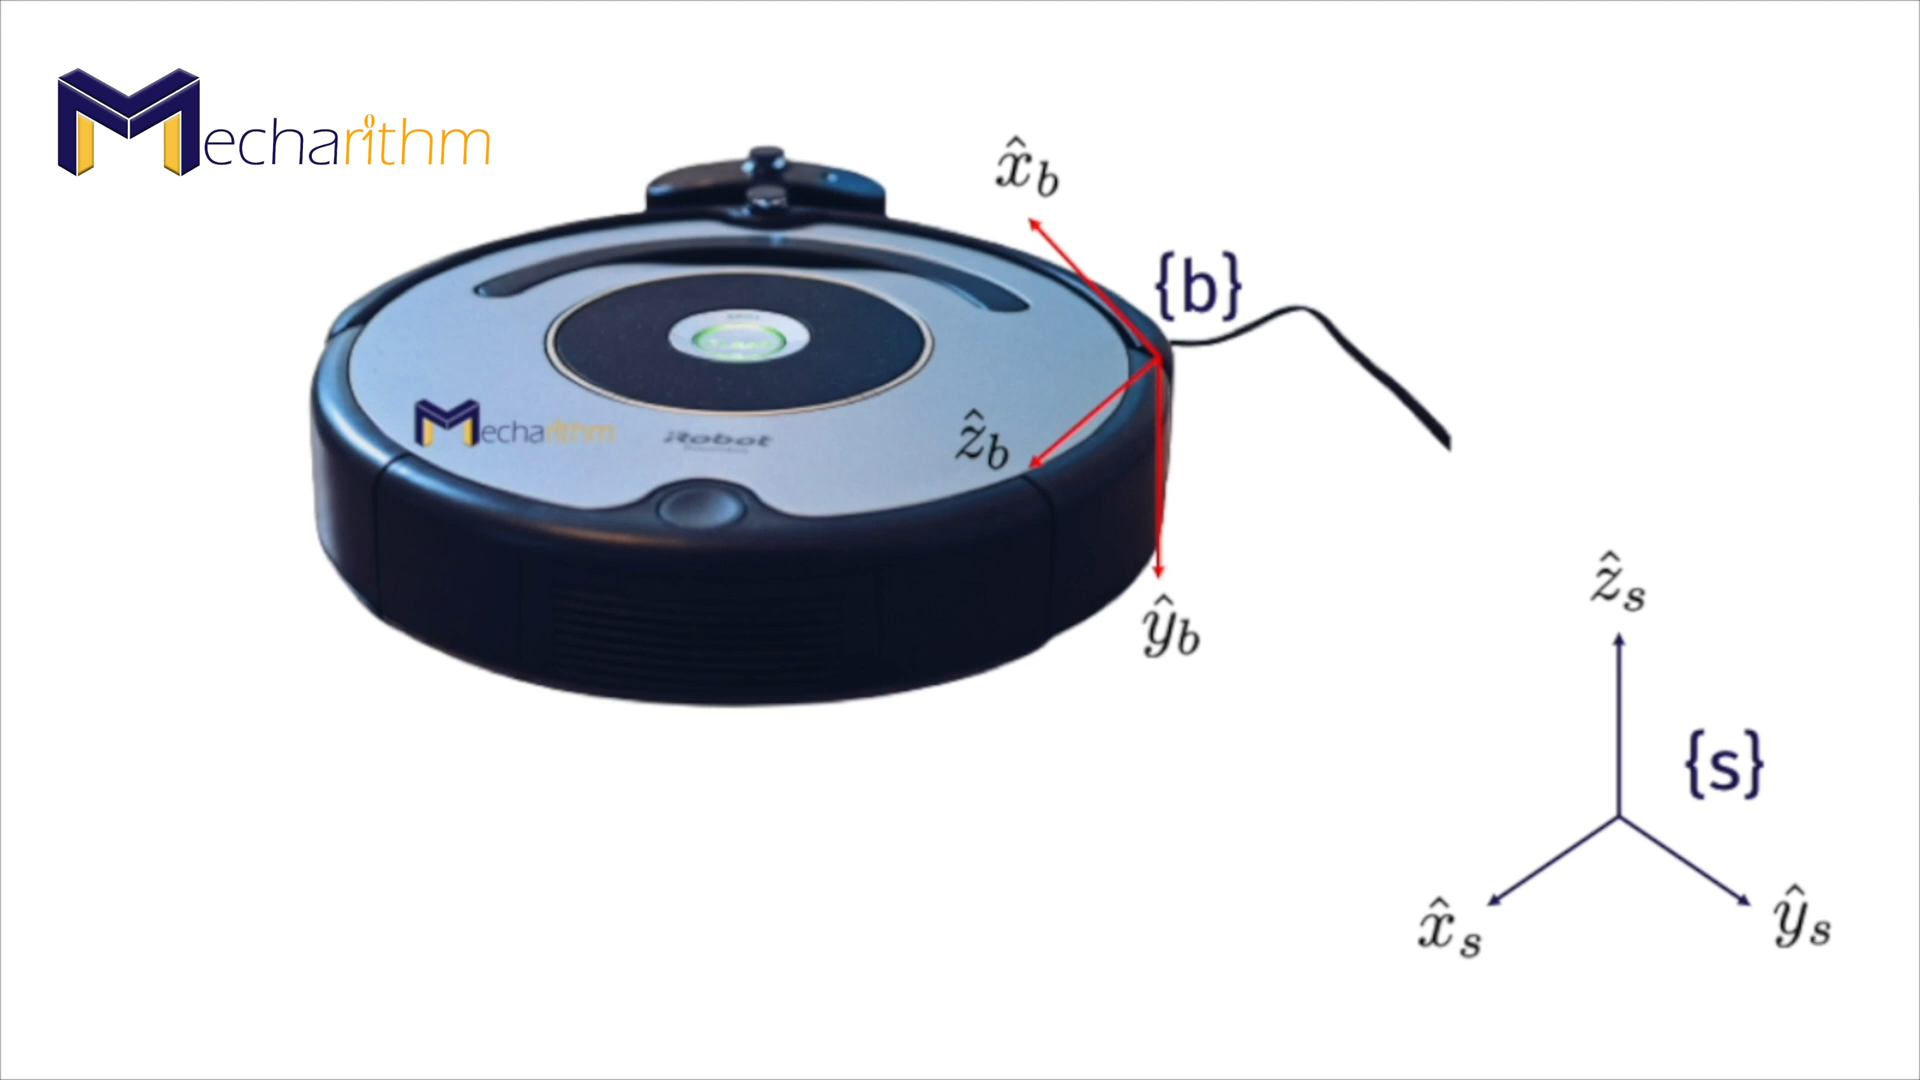 Mecharithm
x̂_b
{b}
ẑ_b
Mecharithm
iRobot
ŷ_b
ẑ_s
{s}
x̂_s
ŷ_s